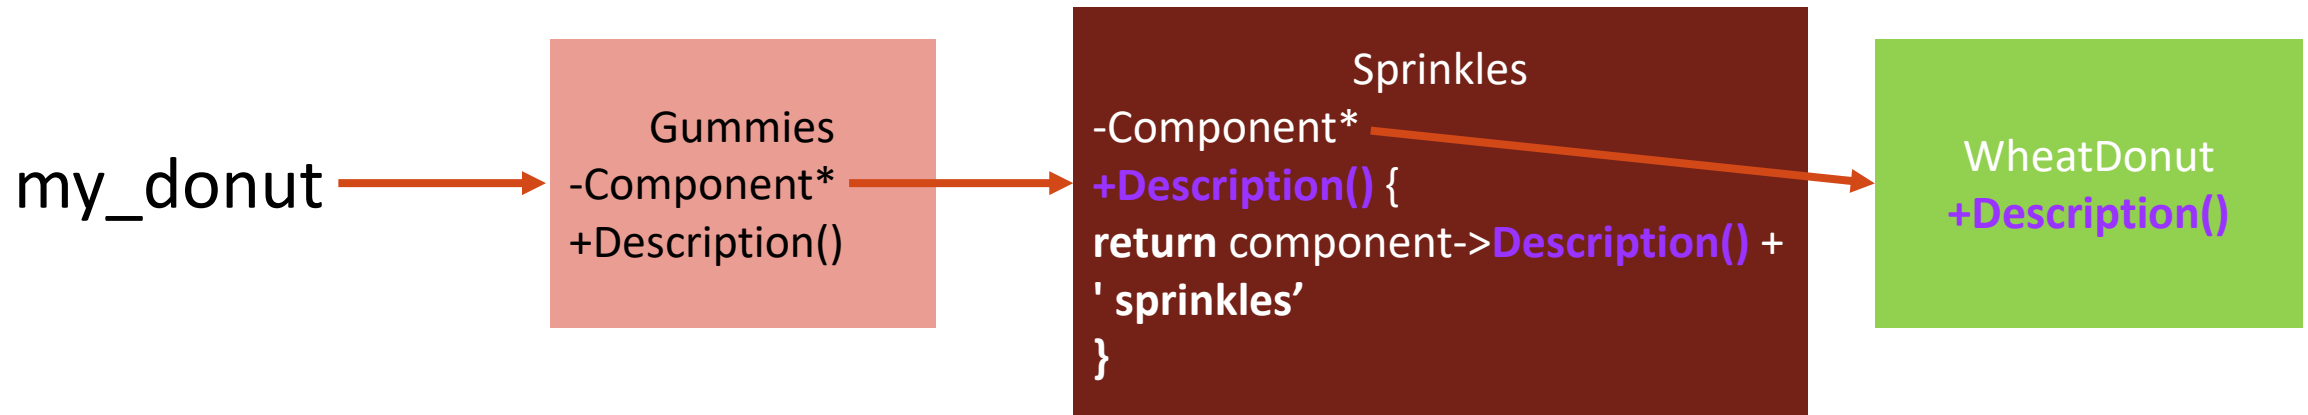 my_donut
Gummies
-Component*
+Description()
Sprinkles
-Component*
+Description() {
return component->Description() +
' sprinkles’
}
WheatDonut
+Description()